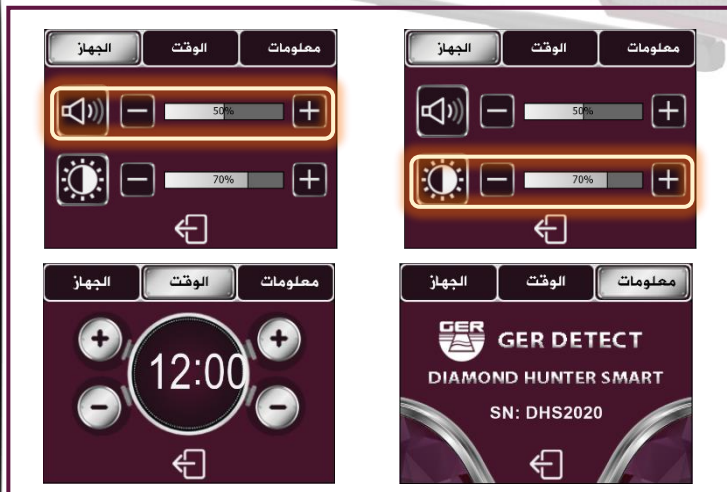 معلومات الوقت الجهاز
50%
70%
معلومات الوقت الجهاز
50%
70%
معلومات الوقت الجهاز
12:00
معلومات الوقت الجهاز
GER GER DETECT
DIAMOND HUNTER SMART
SN: DHS2020